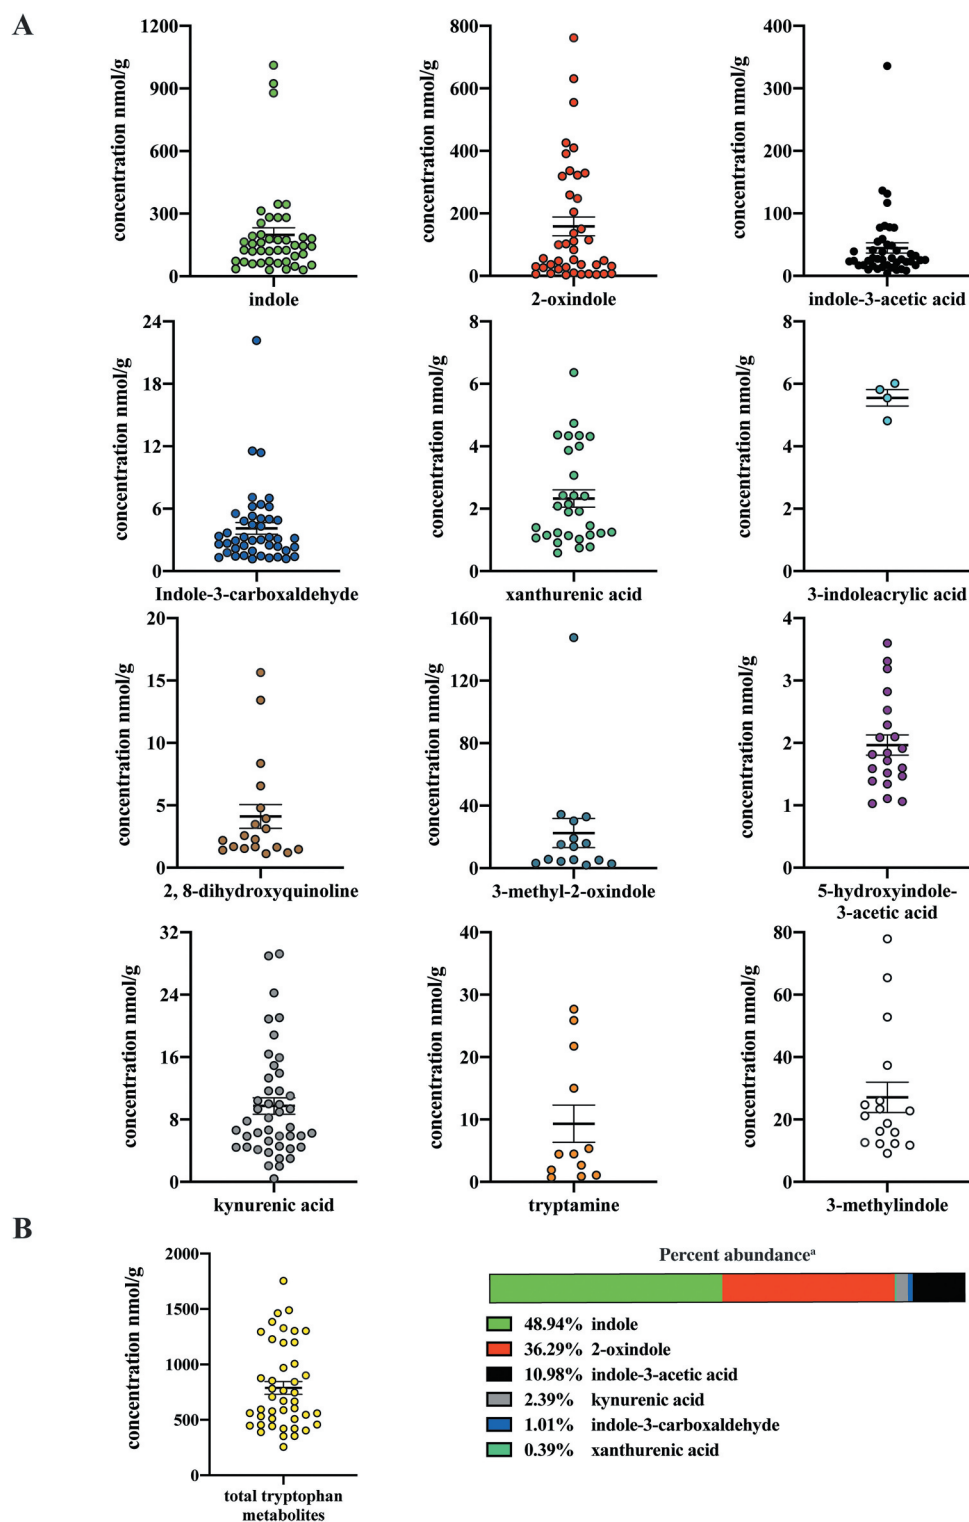 A
concentration nmol/g
1200
900
600
300
0
indole
concentration nmol/g
800
600
400
200
0
2-oxindole
concentration nmol/g
400
300
200
100
0
indole-3-acetic acid
concentration nmol/g
24
18
12
6
0
Indole-3-carboxaldehyde
concentration nmol/g
8
6
4
2
0
xanthurenic acid
concentration nmol/g
8
6
4
2
0
3-indoleacrylic acid
concentration nmol/g
20
15
10
5
0
2, 8-dihydroxyquinoline
concentration nmol/g
160
120
80
40
0
3-methyl-2-oxindole
concentration nmol/g
4
3
2
1
0
5-hydroxyindole-
3-acetic acid
concentration nmol/g
32
24
16
8
0
kynurenic acid
concentration nmol/g
40
30
20
10
0
tryptamine
concentration nmol/g
80
60
40
20
0
3-methylindole
B
concentration nmol/g
2000
1500
1000
500
0
total tryptophan
metabolites
Percent abundanceᵃ
48.94% indole
36.29% 2-oxindole
10.98% indole-3-acetic acid
2.39% kynurenic acid
1.01% indole-3-carboxaldehyde
0.39% xanthurenic acid